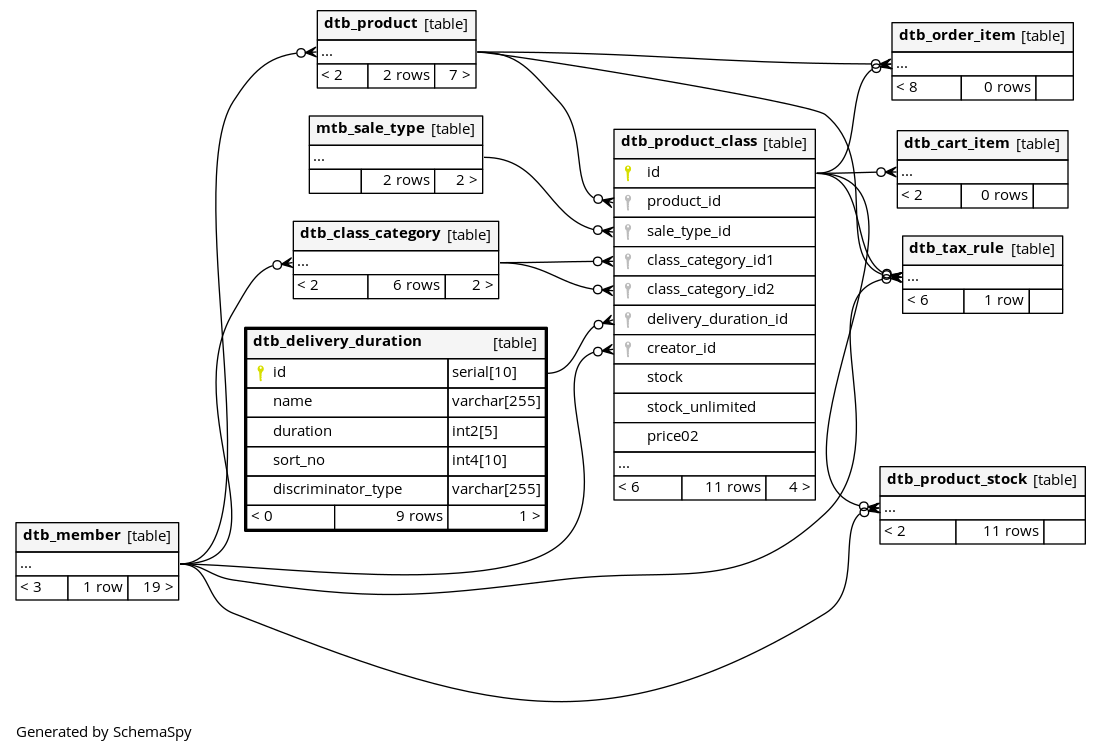 dtb_product [table]
...
< 2 2 rows 7 >
mtb_sale_type [table]
...
2 rows 2 >
dtb_class_category [table]
...
< 2 6 rows 2 >
dtb_delivery_duration [table]
id serial[10]
name varchar[255]
duration int2[5]
sort_no int4[10]
discriminator_type varchar[255]
< 0 9 rows 1 >
dtb_member [table]
...
< 3 1 row 19 >
dtb_product_class [table]
id
product_id
sale_type_id
class_category_id1
class_category_id2
delivery_duration_id
creator_id
stock
stock_unlimited
price02
...
< 6 11 rows 4 >
dtb_order_item [table]
...
< 8 0 rows
dtb_cart_item [table]
...
< 2 0 rows
dtb_tax_rule [table]
...
< 6 1 row
dtb_product_stock [table]
...
< 2 11 rows
Generated by SchemaSpy